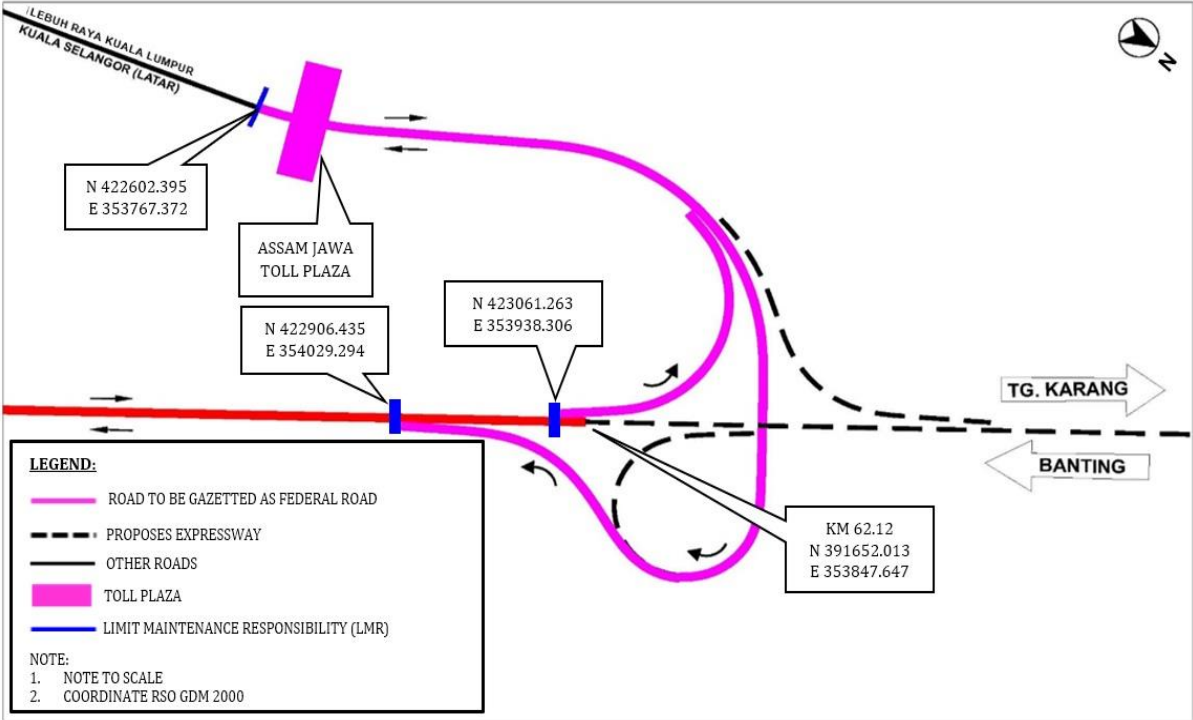 LEBUH RAYA KUALA LUMPUR
KUALA SELANGOR (LATAR)
N
N 422602.395
E 353767.372
ASSAM JAWA
TOLL PLAZA
N 422906.435
E 354029.294
N 423061.263
E 353938.306
TG. KARANG
BANTING
KM 62.12
N 391652.013
E 353847.647
LEGEND:
ROAD TO BE GAZETTED AS FEDERAL ROAD
PROPOSES EXPRESSWAY
OTHER ROADS
TOLL PLAZA
LIMIT MAINTENANCE RESPONSIBILITY (LMR)
NOTE:
1. NOTE TO SCALE
2. COORDINATE RSO GDM 2000